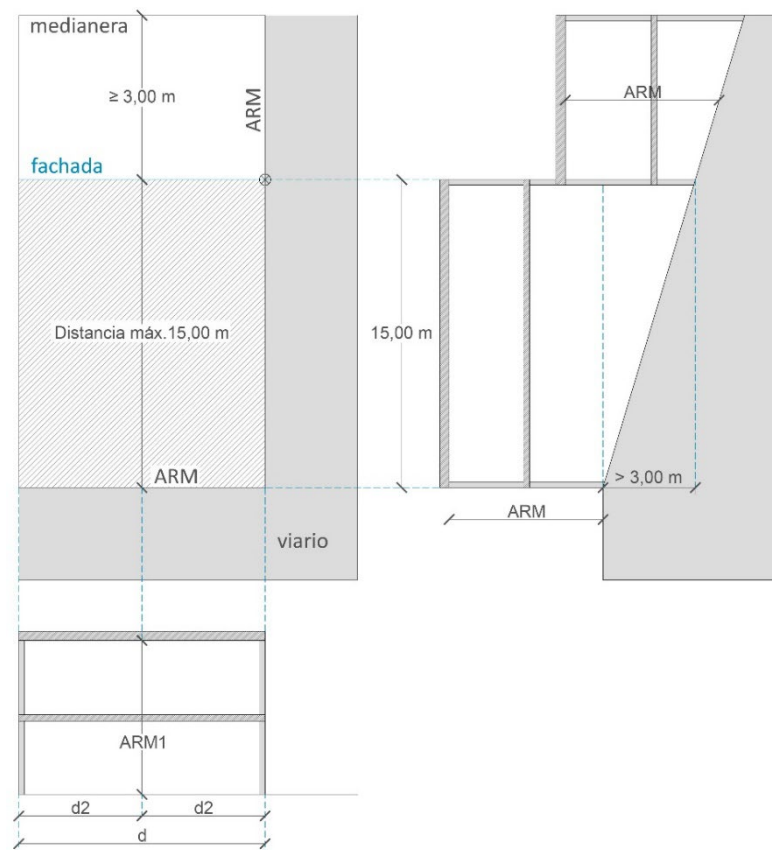 medianera
≥ 3,00 m
ARM
ARM
fachada
Distancia máx.15,00 m
15,00 m
ARM
> 3,00 m
ARM
viario
ARM1
d2
d2
d